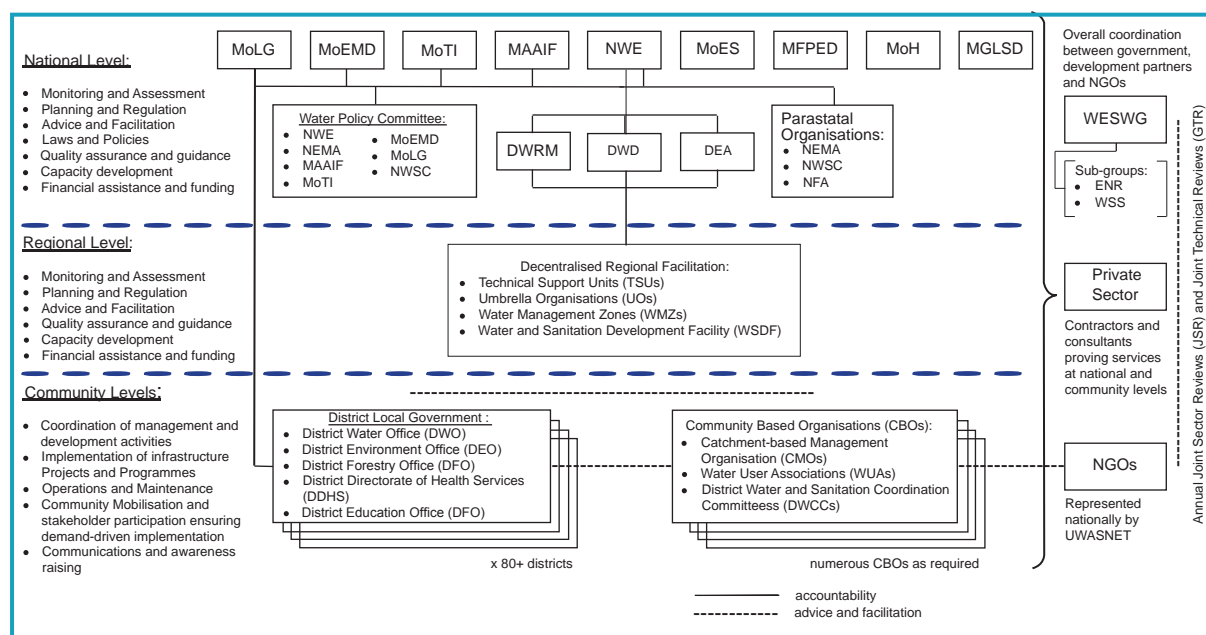 MoLG
MoEMD
MoTI
MAAIF
NWE
MoES
MFPED
MoH
MGLSD
National Level:
● Monitoring and Assessment
● Planning and Regulation
● Advice and Facilitation
● Laws and Policies
● Quality assurance and guidance
● Capacity development
● Financial assistance and funding
Water Policy Committee:
● NWE
● NEMA
● MAAIF
● MoTI
● MoEMD
● MoLG
● NWSC
DWRM
DWD
DEA
Parastatal
Organisations:
● NEMA
● NWSC
● NFA
Overall coordination
between government,
development partners
and NGOs
WESWG
Sub-groups:
● ENR
● WSS
Regional Level:
● Monitoring and Assessment
● Planning and Regulation
● Advice and Facilitation
● Quality assurance and guidance
● Capacity development
● Financial assistance and funding
Decentralised Regional Facilitation:
● Technical Support Units (TSUs)
● Umbrella Organisations (UOs)
● Water Management Zones (WMZs)
● Water and Sanitation Development Facility (WSDF)
Private
Sector
Contractors and
consultants
proving services
at national and
community levels
Community Levels:
● Coordination of management and
development activities
● Implementation of infrastructure
Projects and Programmes
● Operations and Maintenance
● Community Mobilisation and
stakeholder participation ensuring
demand-driven implementation
● Communications and awareness
raising
District Local Government :
● District Water Office (DWO)
● District Environment Office (DEO)
● District Forestry Office (DFO)
● District Directorate of Health Services
(DDHS)
● District Education Office (DFO)
x 80+ districts
Community Based Organisations (CBOs):
● Catchment-based Management
Organisation (CMOs)
● Water User Associations (WUAs)
● District Water and Sanitation Coordination
Committeess (DWCCs)
numerous CBOs as required
NGOs
Represented
nationally by
UWASNET
Annual Joint Sector Reviews (JSR) and Joint Technical Reviews (GTR)
accountability
advice and facilitation